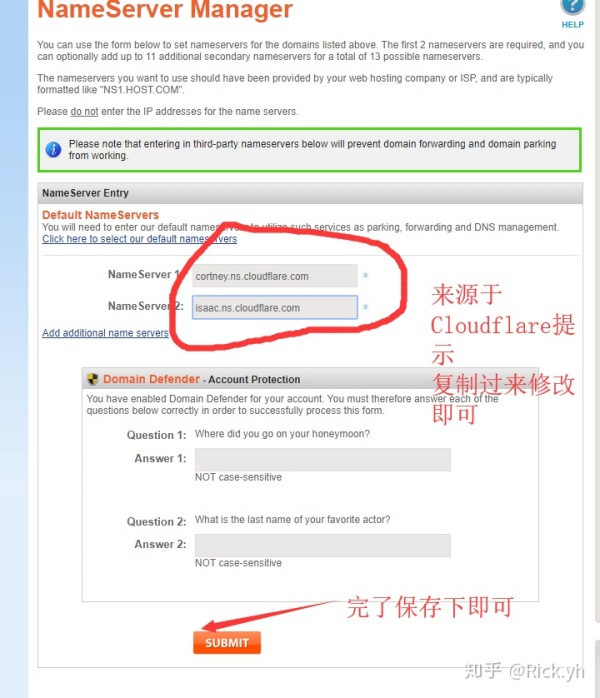 NameServer Manager
HELP
You can use the form below to set nameservers for the domains listed above. The first 2 nameservers are required, and you
can optionally add up to 11 additional secondary nameservers for a total of 13 possible nameservers.
The nameservers you want to use should have been provided by your web hosting company or ISP, and are typically
formatted like "NS1.HOST.COM".
Please do not enter the IP addresses for the name servers.
Please note that entering in third-party nameservers below will prevent domain forwarding and domain parking
from working.
NameServer Entry
Default NameServers
You will need to enter our default nameservers to utilize such services as parking, forwarding and DNS management.
Click here to select our default nameservers
NameServer 1: cortney.ns.cloudflare.com *
NameServer 2: isaac.ns.cloudflare.com *
Add additional name servers
来源于
Cloudflare提
示
复制过来修改
即可
Domain Defender - Account Protection
You have enabled Domain Defender for your account. You must therefore answer each of the
questions below correctly in order to successfully process this form.
Question 1: Where did you go on your honeymoon?
Answer 1:
NOT case-sensitive
Question 2: What is the last name of your favorite actor?
Answer 2:
NOT case-sensitive
完了保存下即可
SUBMIT
知乎 @Rick.yh